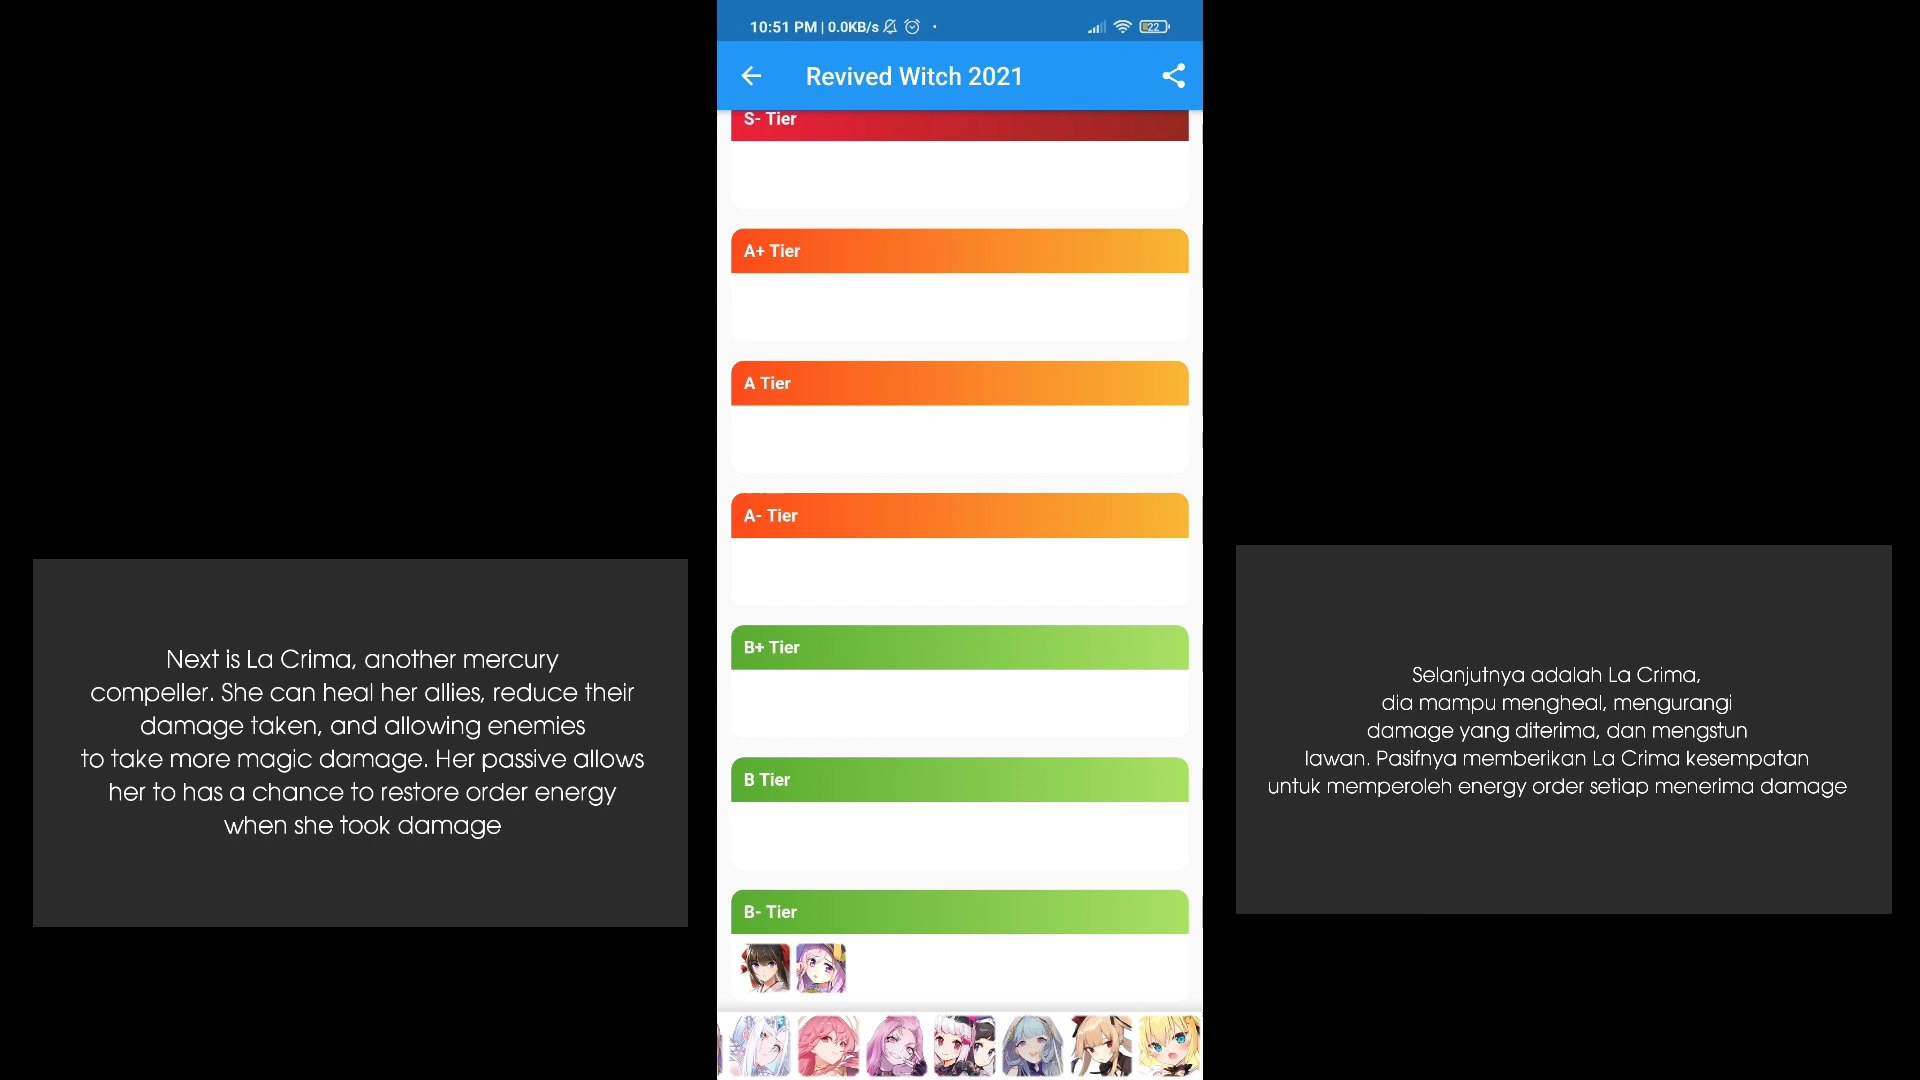 10:51 PM | 0.0KB/s
22
Revived Witch 2021
S- Tier
A+ Tier
A Tier
A- Tier
B+ Tier
B Tier
B- Tier
Next is La Crima, another mercury
compeller. She can heal her allies, reduce their
damage taken, and allowing enemies
to take more magic damage. Her passive allows
her to has a chance to restore order energy
when she took damage
Selanjutnya adalah La Crima,
dia mampu mengheal, mengurangi
damage yang diterima, dan mengstun
lawan. Pasifnya memberikan La Crima kesempatan
untuk memperoleh energy order setiap menerima damage